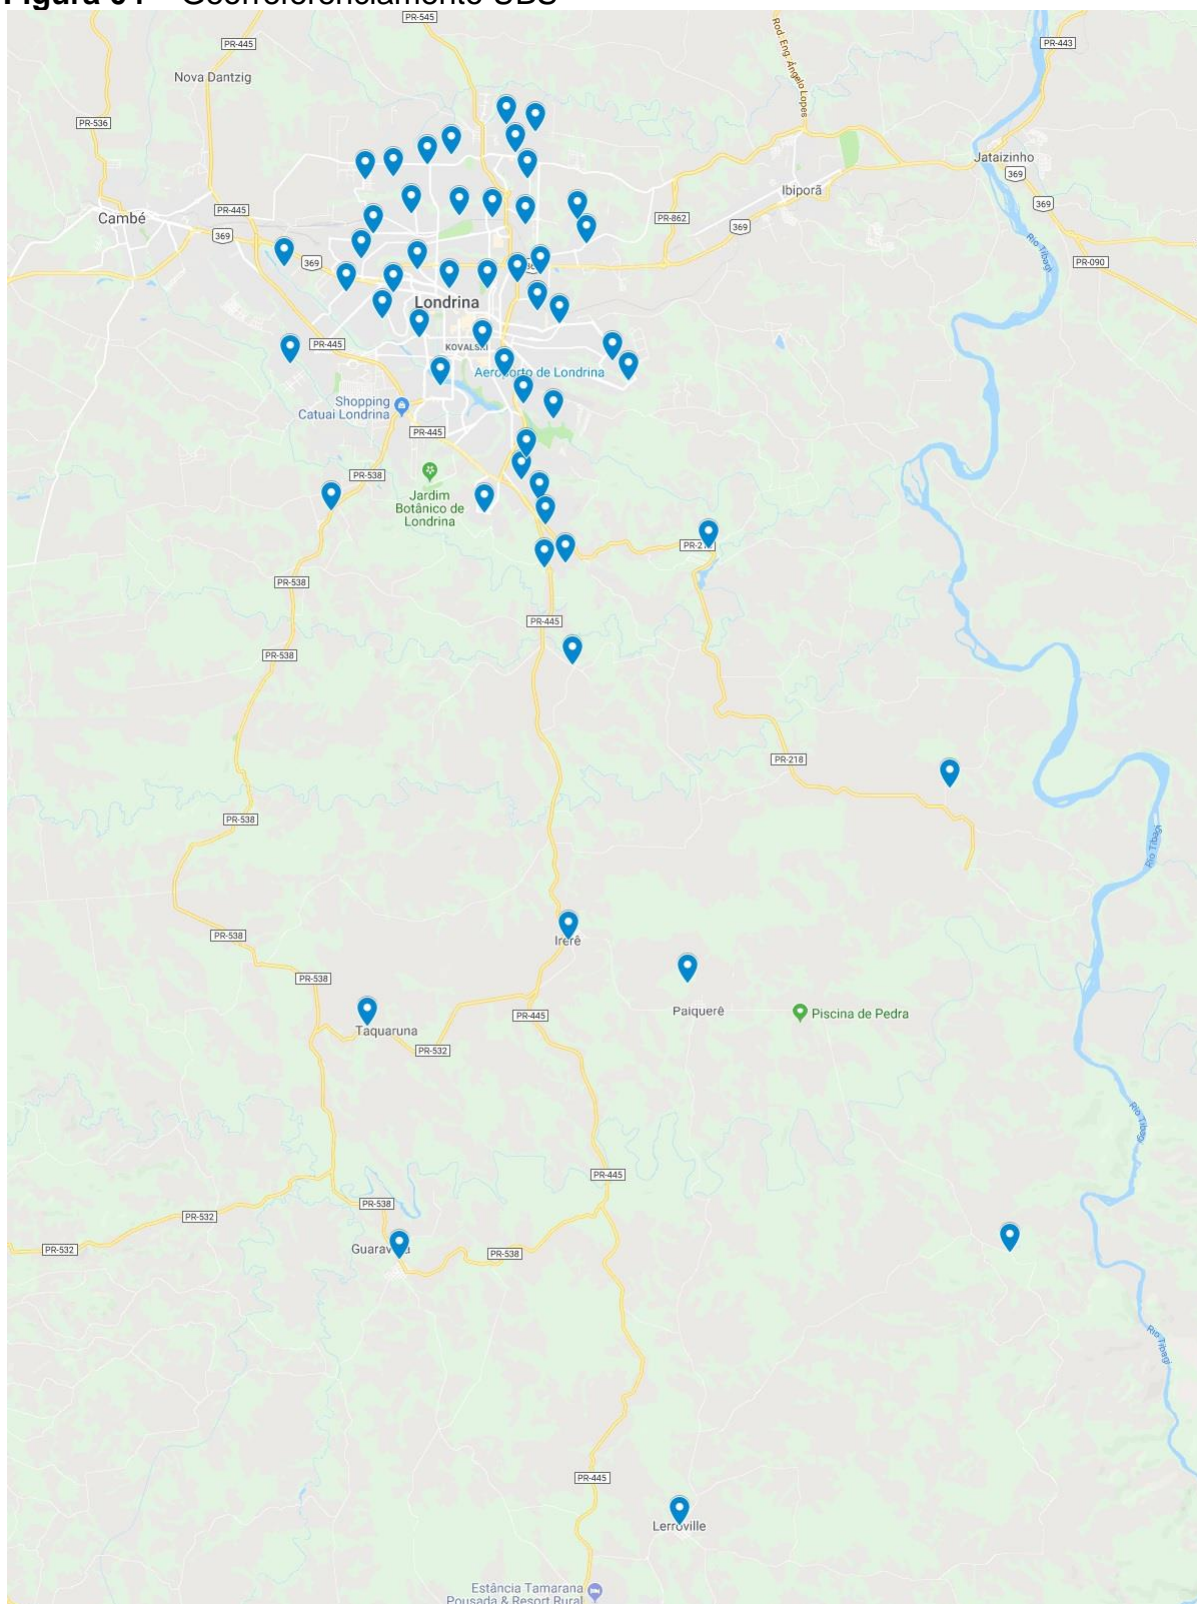 Figura 01 – Georreferenciamento UBS
PR-545
PR-445
Rod. Eng. Ângelo Lopes
PR-443
Nova Dantzig
PR-536
Jataizinho
369
Ibiporã
369
PR-445
Cambé
PR-862
369
369
Rio Tibagi
369
PR-090
Londrina
PR-445
KOVALSKI
Aeroporto de Londrina
Shopping
Catuai Londrina
PR-445
PR-538
Jardim
Botânico de
Londrina
PR-538
PR-445
PR-538
PR-218
PR-538
Rio Tibagi
PR-538
Irerê
PR-538
Paiquerê
Piscina de Pedra
PR-445
Taquaruna
PR-532
Rio Tibagi
PR-445
PR-538
PR-532
PR-532
PR-538
Rio Tibagi
PR-445
Lerroville
Estância Tamarana
Pousada & Resort Rural